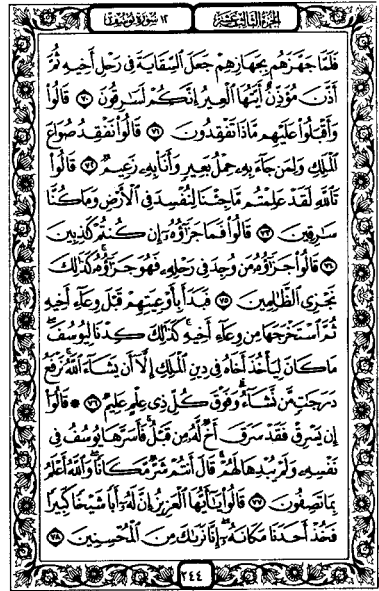 الجزء الثالث عشر
١٢ سورة يوسف
فَلَمَّا جَهَّزَهُم بِجَهَازِهِمْ جَعَلَ السِّقَايَةَ فِي رَحْلِ أَخِيهِ ثُمَّ
أَذَّنَ مُؤَذِّنٌ أَيَّتُهَا الْعِيرُ إِنَّكُمْ لَسَارِقُونَ ٧٠ قَالُوا
وَأَقْبَلُوا عَلَيْهِم مَّاذَا تَفْقِدُونَ ٧١ قَالُوا نَفْقِدُ صُوَاعَ
الْمَلِكِ وَلِمَن جَاءَ بِهِ حِمْلُ بَعِيرٍ وَأَنَا بِهِ زَعِيمٌ ٧٢ قَالُوا
تَاللَّهِ لَقَدْ عَلِمْتُم مَّا جِئْنَا لِنُفْسِدَ فِي الْأَرْضِ وَمَا كُنَّا
سَارِقِينَ ٧٣ قَالُوا فَمَا جَزَاؤُهُ إِن كُنتُمْ كَاذِبِينَ
٧٤ قَالُوا جَزَاؤُهُ مَن وُجِدَ فِي رَحْلِهِ فَهُوَ جَزَاؤُهُ كَذَلِكَ
نَجْزِي الظَّالِمِينَ ٧٥ فَبَدَأَ بِأَوْعِيَتِهِمْ قَبْلَ وِعَاءِ أَخِيهِ
ثُمَّ اسْتَخْرَجَهَا مِن وِعَاءِ أَخِيهِ كَذَلِكَ كِدْنَا لِيُوسُفَ
مَا كَانَ لِيَأْخُذَ أَخَاهُ فِي دِينِ الْمَلِكِ إِلَّا أَن يَشَاءَ اللَّهُ نَرْفَعُ
دَرَجَاتٍ مَّن نَّشَاءُ وَفَوْقَ كُلِّ ذِي عِلْمٍ عَلِيمٌ ٧٦ * قَالُوا
إِن يَسْرِقْ فَقَدْ سَرَقَ أَخٌ لَّهُ مِن قَبْلُ فَأَسَرَّهَا يُوسُفُ فِي
نَفْسِهِ وَلَمْ يُبْدِهَا لَهُمْ قَالَ أَنتُمْ شَرٌّ مَّكَانًا وَاللَّهُ أَعْلَمُ
بِمَا تَصِفُونَ ٧٧ قَالُوا يَا أَيُّهَا الْعَزِيزُ إِنَّ لَهُ أَبًا شَيْخًا كَبِيرًا
فَخُذْ أَحَدَنَا مَكَانَهُ إِنَّا نَرَاكَ مِنَ الْمُحْسِنِينَ ٧٨
٢٤٤